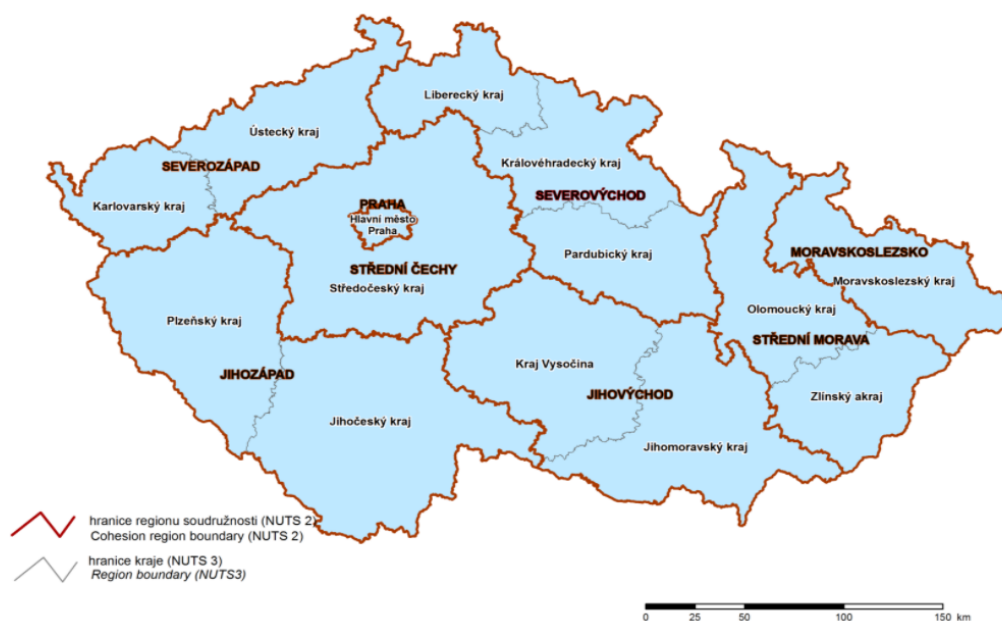 Liberecký kraj
Ústecký kraj
Královéhradecký kraj
SEVEROZÁPAD
SEVEROVÝCHOD
Karlovarský kraj
PRAHA
Hlavní město
Praha
Pardubický kraj
MORAVSKOSLEZSKO
STŘEDNÍ ČECHY
Moravskoslezský kraj
Středočeský kraj
Olomoucký kraj
Plzeňský kraj
STŘEDNÍ MORAVA
Kraj Vysočina
JIHOZÁPAD
JIHOVÝCHOD
Zlínský akraj
Jihočeský kraj
Jihomoravský kraj
hranice regionu soudružnosti (NUTS 2)
Cohesion region boundary (NUTS 2)
hranice kraje (NUTS 3)
Region boundary (NUTS3)
0 25 50 100 150 km